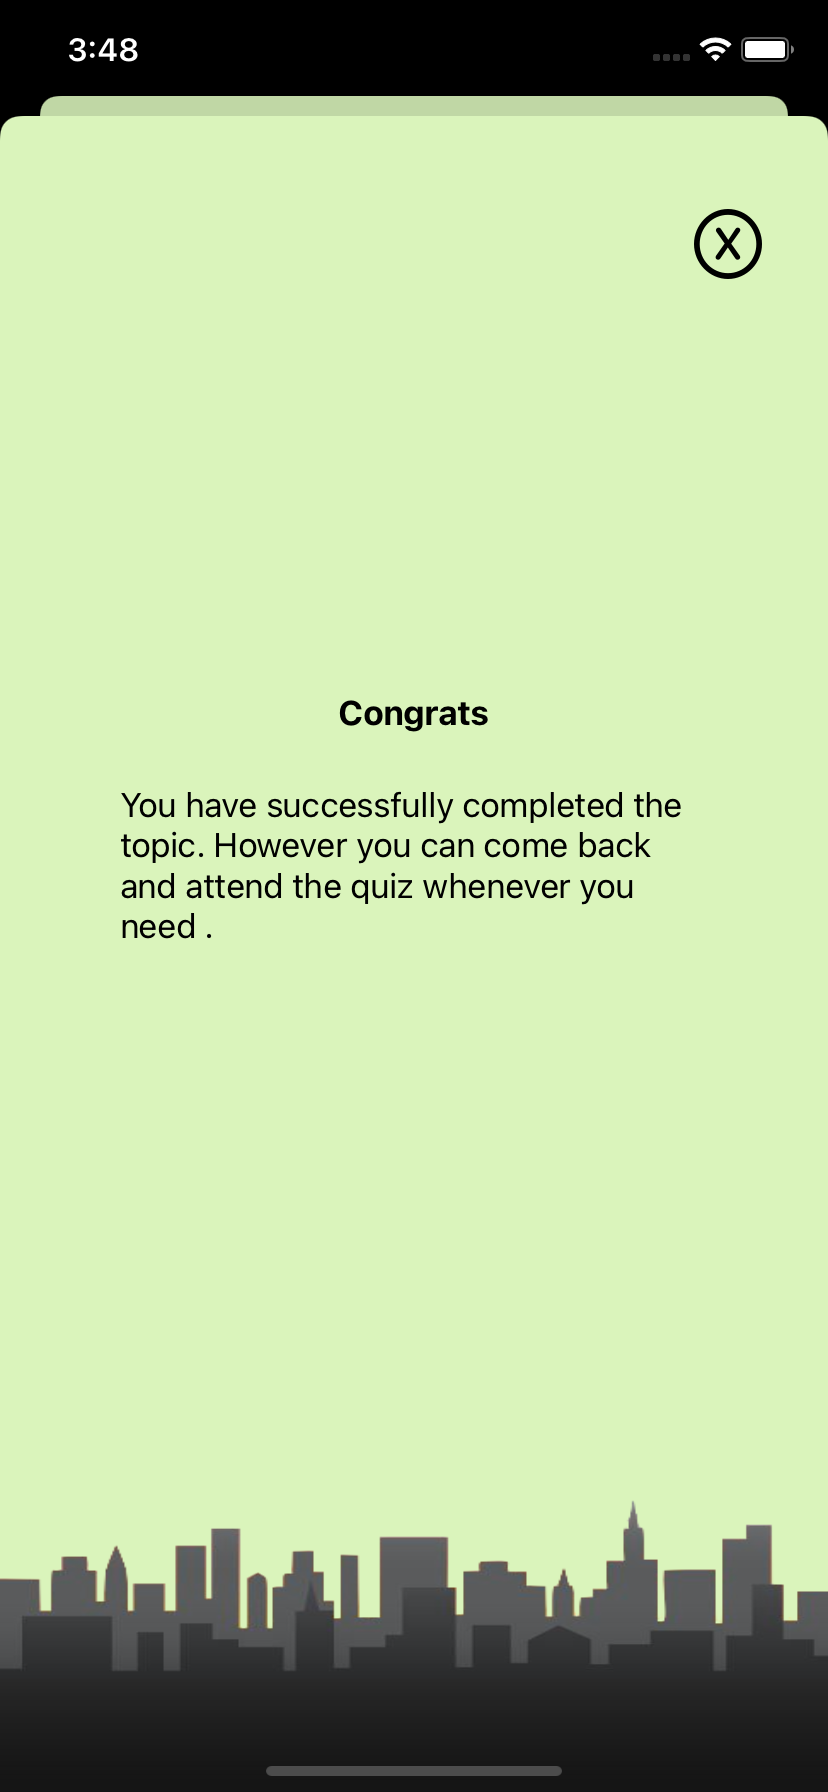 3:48
X
Congrats
You have successfully completed the
topic. However you can come back
and attend the quiz whenever you
need .